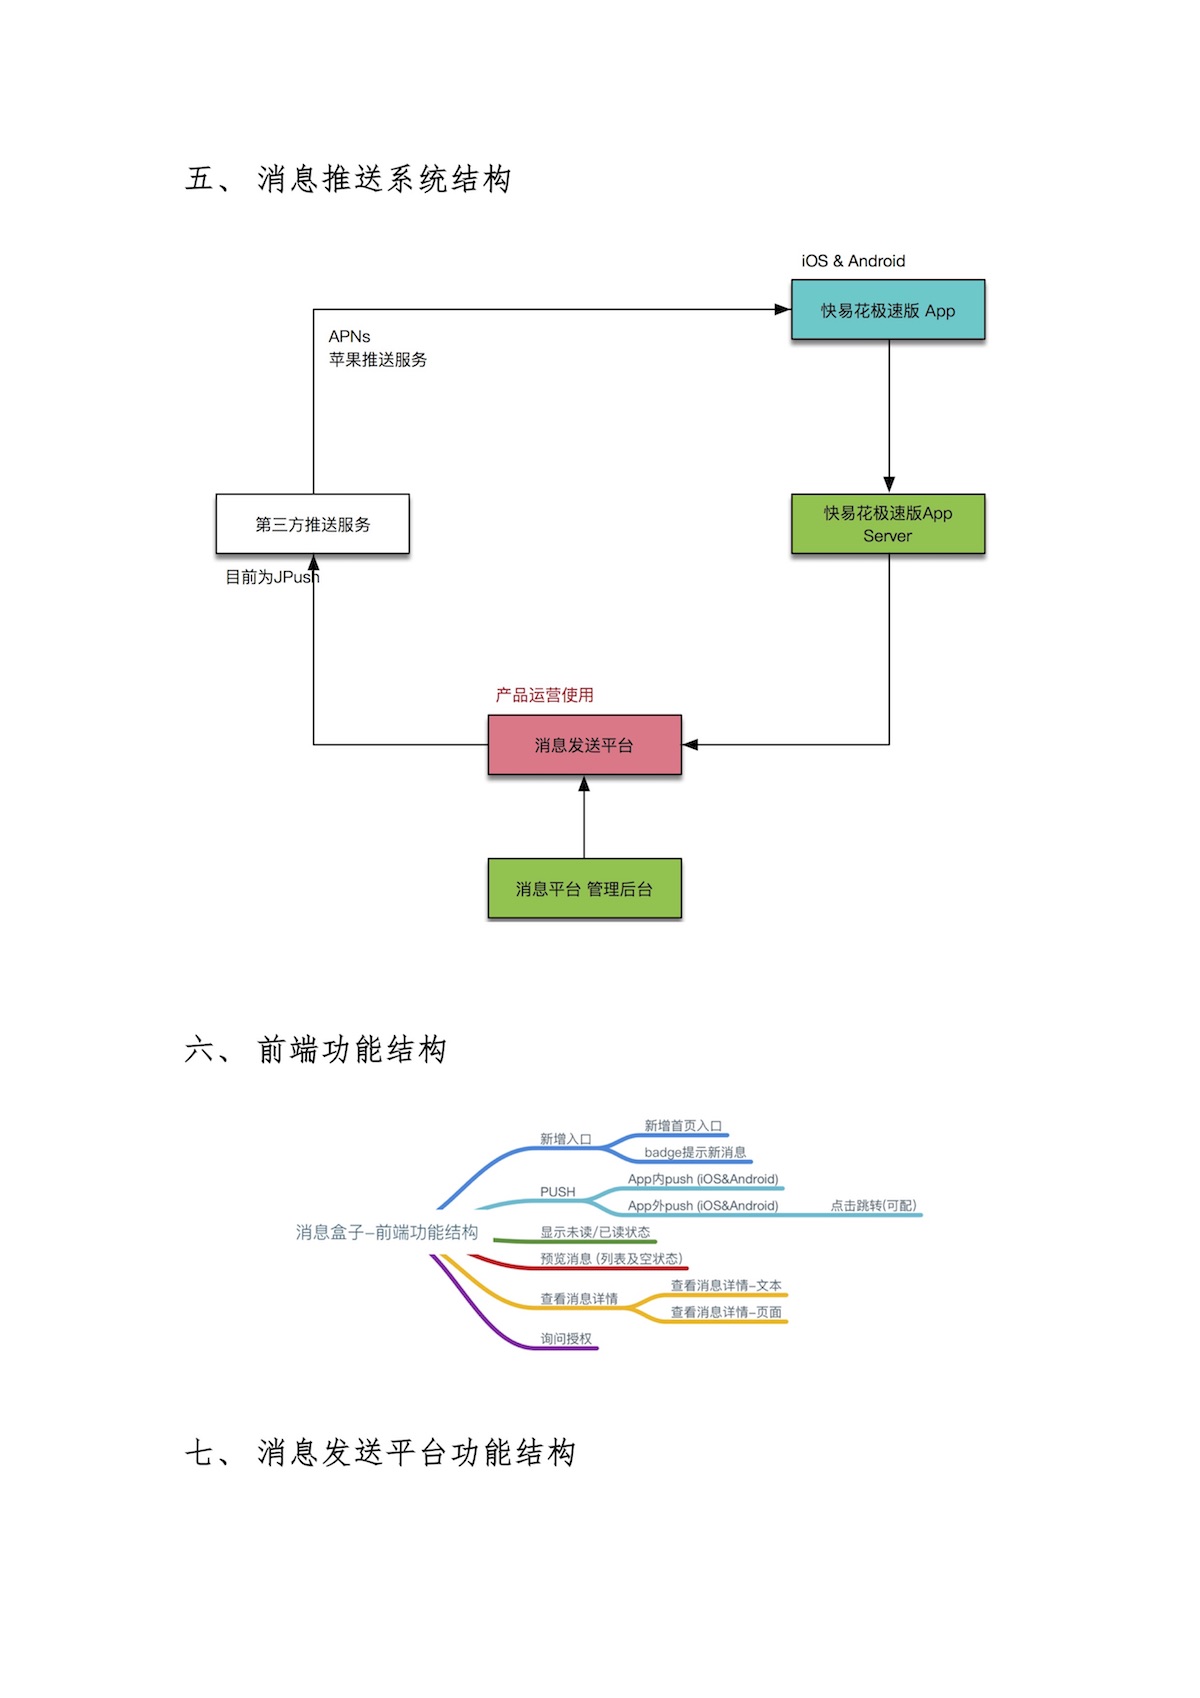 五、 消息推送系统结构
iOS & Android
快易花极速版 App
APNs
苹果推送服务
第三方推送服务
快易花极速版App
Server
目前为JPush
产品运营使用
消息发送平台
消息平台 管理后台
六、 前端功能结构
新增首页入口
新增入口
badge提示新消息
App内push (iOS&Android)
PUSH
App外push (iOS&Android)
点击跳转(可配)
消息盒子-前端功能结构
显示未读/已读状态
预览消息 (列表及空状态)
查看消息详情-文本
查看消息详情
查看消息详情-页面
询问授权
七、 消息发送平台功能结构